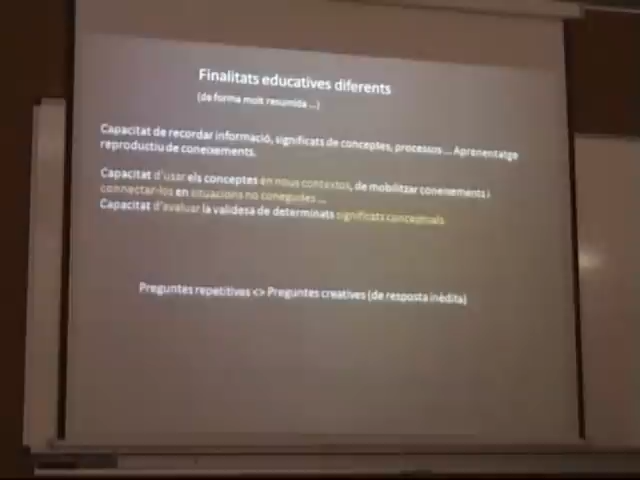 Finalitats educatives diferents
(de forma molt resumida ...)
Capacitat de recordar informació, significats de conceptes, processos ... Aprenentatge
reproductiu de coneixements.
Capacitat d'usar els conceptes en nous contextos, de mobilitzar coneixements i
connectar-los en situacions no conegudes ...
Capacitat d'avaluar la validesa de determinats significats conceptuals
Preguntes repetitives <> Preguntes creatives (de resposta inèdita)